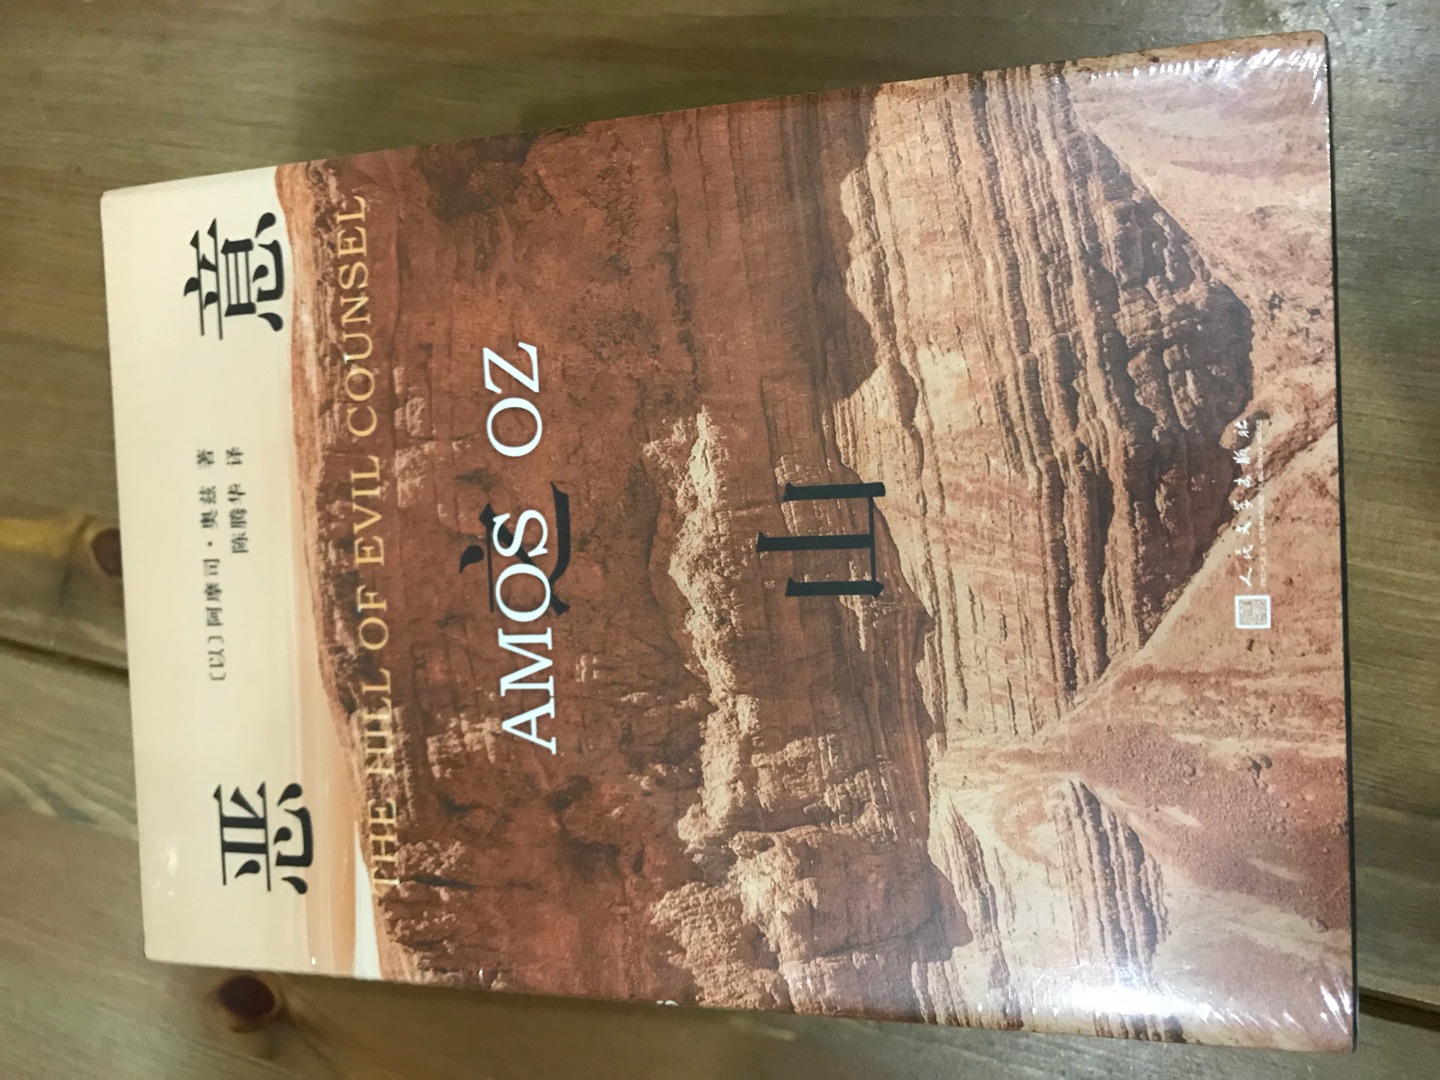 恶 意
〔以〕阿摩司·奥兹 著
陈腾华 译
THE HILL OF EVIL COUNSEL
之
AMOS OZ
山
人民文学出版社